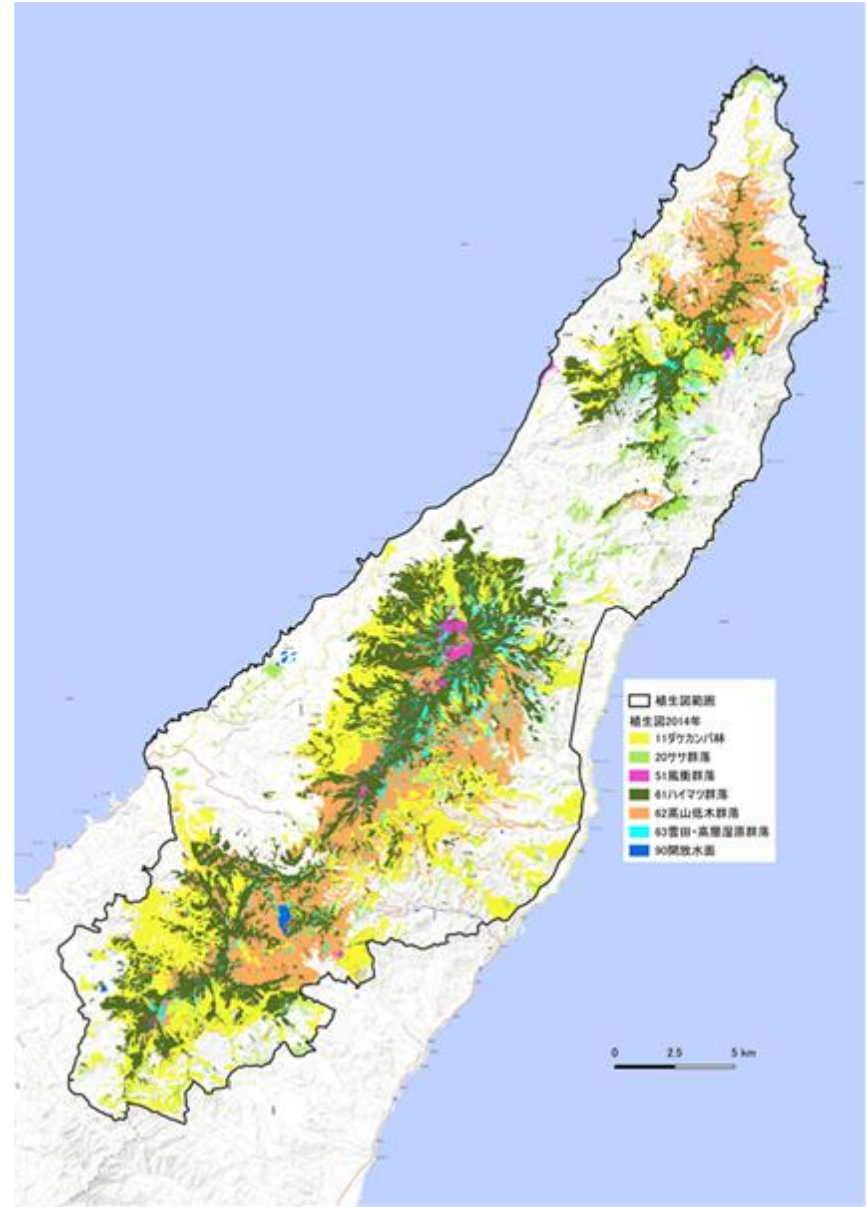 植生図範囲
植生図2014年
11ダケカンバ林
20ササ群落
51風衝群落
61ハイマツ群落
62高山低木群落
63雪田・高層湿原群落
90開放水面
0 2.5 5 km